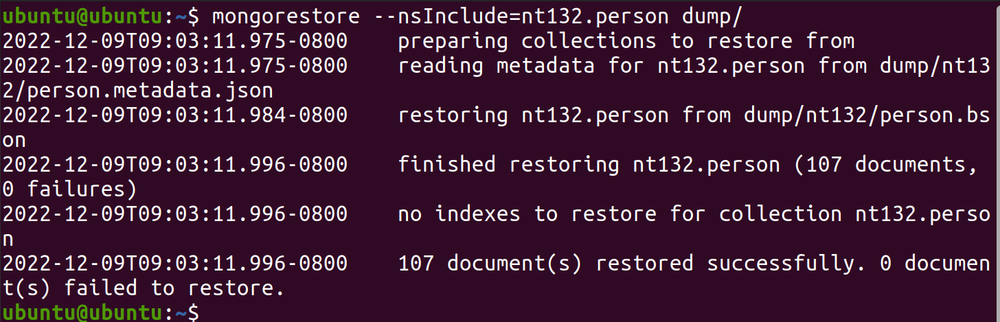 ubuntu@ubuntu:~$ mongorestore --nsInclude=nt132.person dump/
2022-12-09T09:03:11.975-0800    preparing collections to restore from
2022-12-09T09:03:11.975-0800    reading metadata for nt132.person from dump/nt13
2/person.metadata.json
2022-12-09T09:03:11.984-0800    restoring nt132.person from dump/nt132/person.bs
on
2022-12-09T09:03:11.996-0800    finished restoring nt132.person (107 documents,
0 failures)
2022-12-09T09:03:11.996-0800    no indexes to restore for collection nt132.perso
n
2022-12-09T09:03:11.996-0800    107 document(s) restored successfully. 0 documen
t(s) failed to restore.
ubuntu@ubuntu:~$